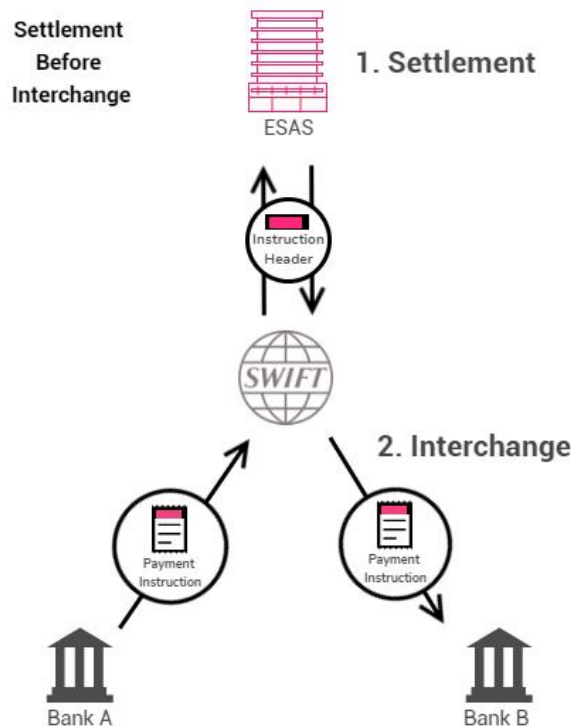 Settlement
Before
Interchange
1. Settlement
ESAS
Instruction
Header
SWIFT
2. Interchange
Payment
Instruction
Payment
Instruction
Bank A
Bank B